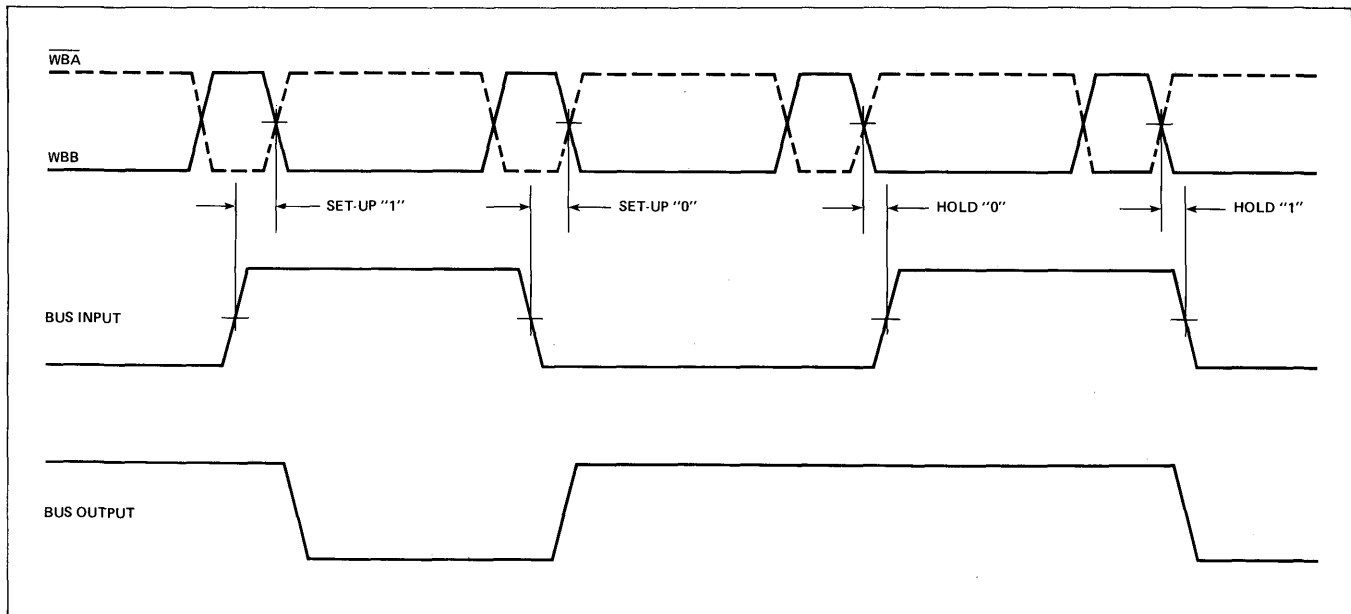 WBA
WBB
SET-UP "1"
SET-UP "0"
HOLD "0"
HOLD "1"
BUS INPUT
BUS OUTPUT